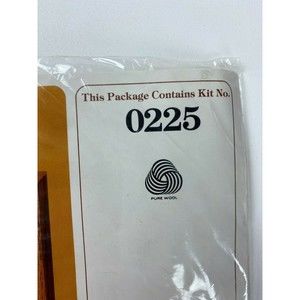 This Package Contains Kit No.
0225
PURE WOOL